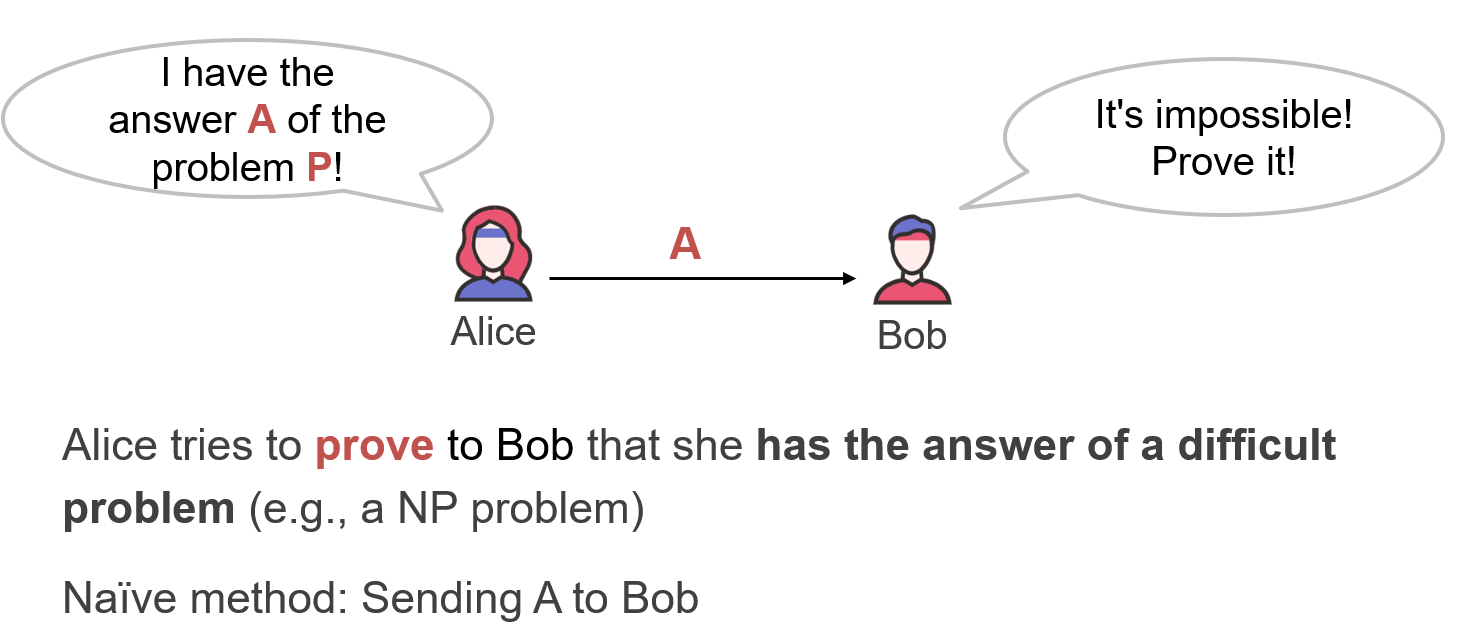 I have the
answer A of the
problem P!
It's impossible!
Prove it!
A
Alice
Bob
Alice tries to prove to Bob that she has the answer of a difficult
problem (e.g., a NP problem)
Naïve method: Sending A to Bob